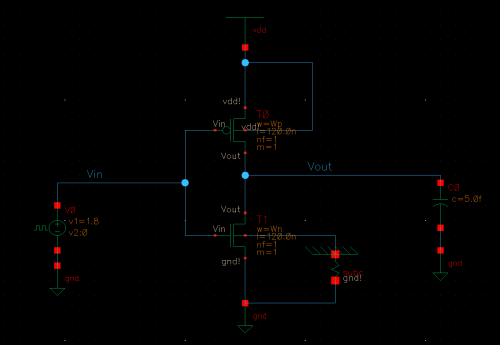 vdd
vdd!
T0
Vin
vdd!
w=Wp
l=120.0n
nf=1
m=1
Vout
Vin
Vout
V0
v1=1.8
v2:0
gnd
Vout
T1
Vin
w=Wn
l=120.0n
nf=1
m=1
gnd!
gnd!
gnd
C0
c=5.0f
gnd